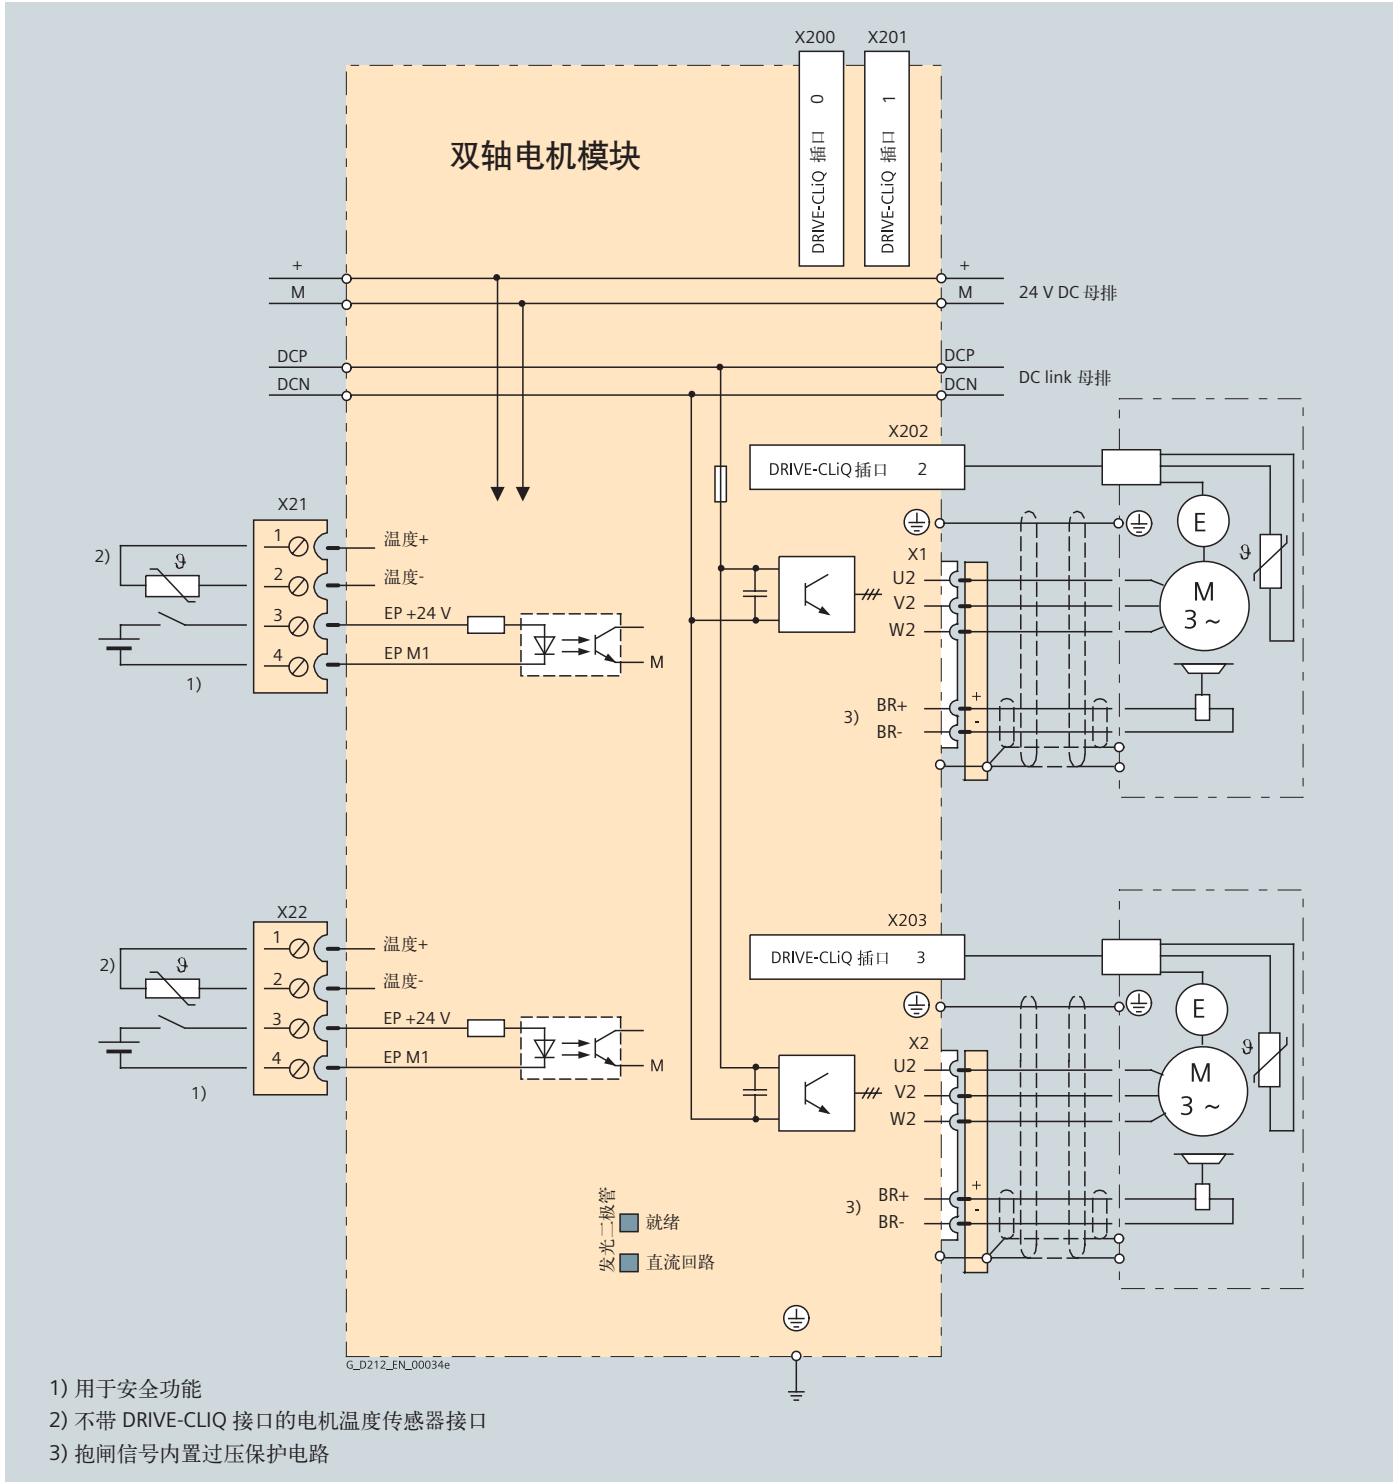 X200
X201
DRIVE-CLiQ 插口 0
DRIVE-CLiQ 插口 1
双轴电机模块
+
M
+
M
24 V DC 母排
DCP
DCN
DCP
DCN
DC link 母排
X202
DRIVE-CLiQ 插口 2
X21
1
2
3
4
2)
ϑ
1)
温度+
温度-
EP +24 V
EP M1
M
X1
U2
V2
W2
3)
BR+
BR-
+
-
E
M
3 ~
ϑ
X22
1
2
3
4
2)
ϑ
1)
温度+
温度-
EP +24 V
EP M1
M
X203
DRIVE-CLiQ 插口 3
X2
U2
V2
W2
3)
BR+
BR-
+
-
E
M
3 ~
ϑ
发光二极管
就绪
直流回路
G_D212_EN_00034e
1) 用于安全功能
2) 不带 DRIVE-CLIQ 接口的电机温度传感器接口
3) 抱闸信号内置过压保护电路